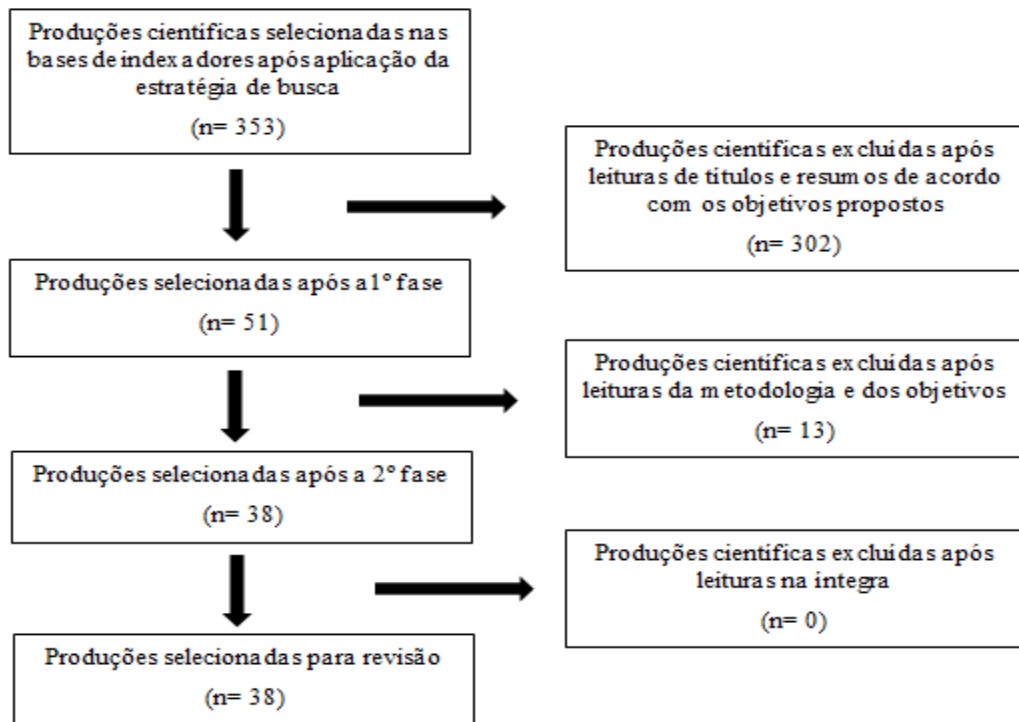 Produções científicas selecionadas nas
bases de indexadores após aplicação da
estratégia de busca
(n= 353)
Produções científicas excluídas após
leituras de títulos e resumos de acordo
com os objetivos propostos
(n= 302)
Produções selecionadas após a 1º fase
(n= 51)
Produções científicas excluídas após
leituras da metodologia e dos objetivos
(n= 13)
Produções selecionadas após a 2º fase
(n= 38)
Produções científicas excluídas após
leituras na íntegra
(n= 0)
Produções selecionadas para revisão
(n= 38)